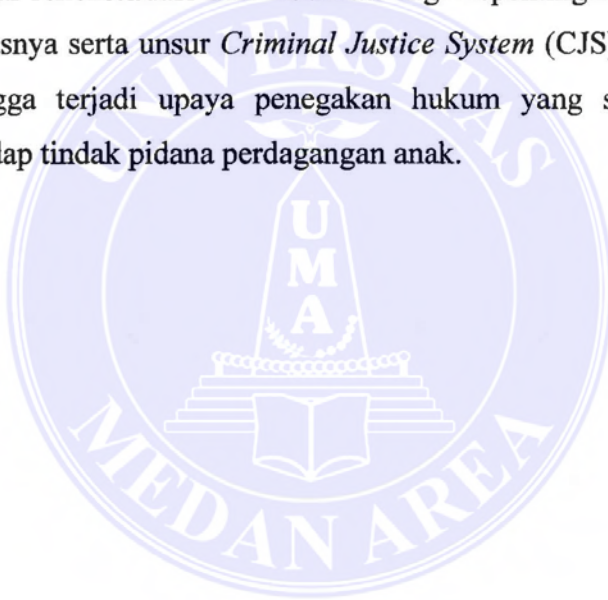 snya serta unsur Criminal Justice System (CJS)
gga terjadi upaya penegakan hukum yang s
dap tindak pidana perdagangan anak.
UNIVERSITAS
UMA
MEDAN AREA